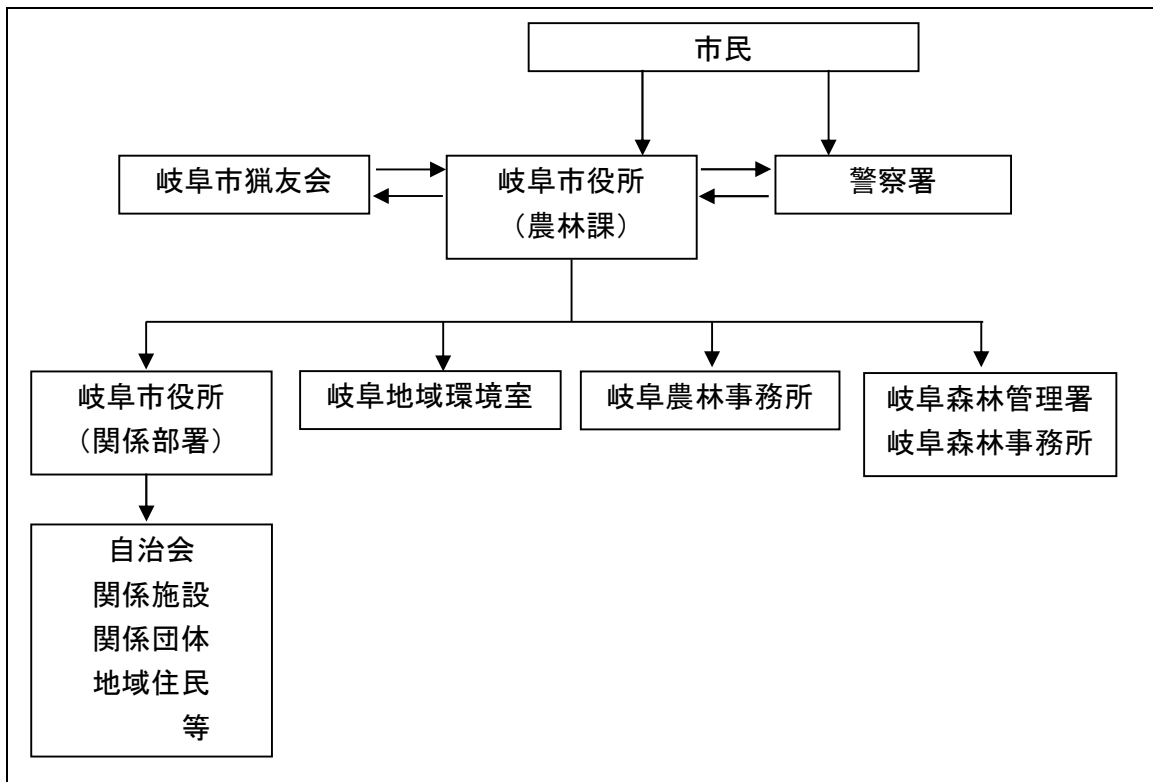 市民
岐阜市猟友会
岐阜市役所
（農林課）
警察署
岐阜市役所
（関係部署）
岐阜地域環境室
岐阜農林事務所
岐阜森林管理署
岐阜森林事務所
自治会
関係施設
関係団体
地域住民
等